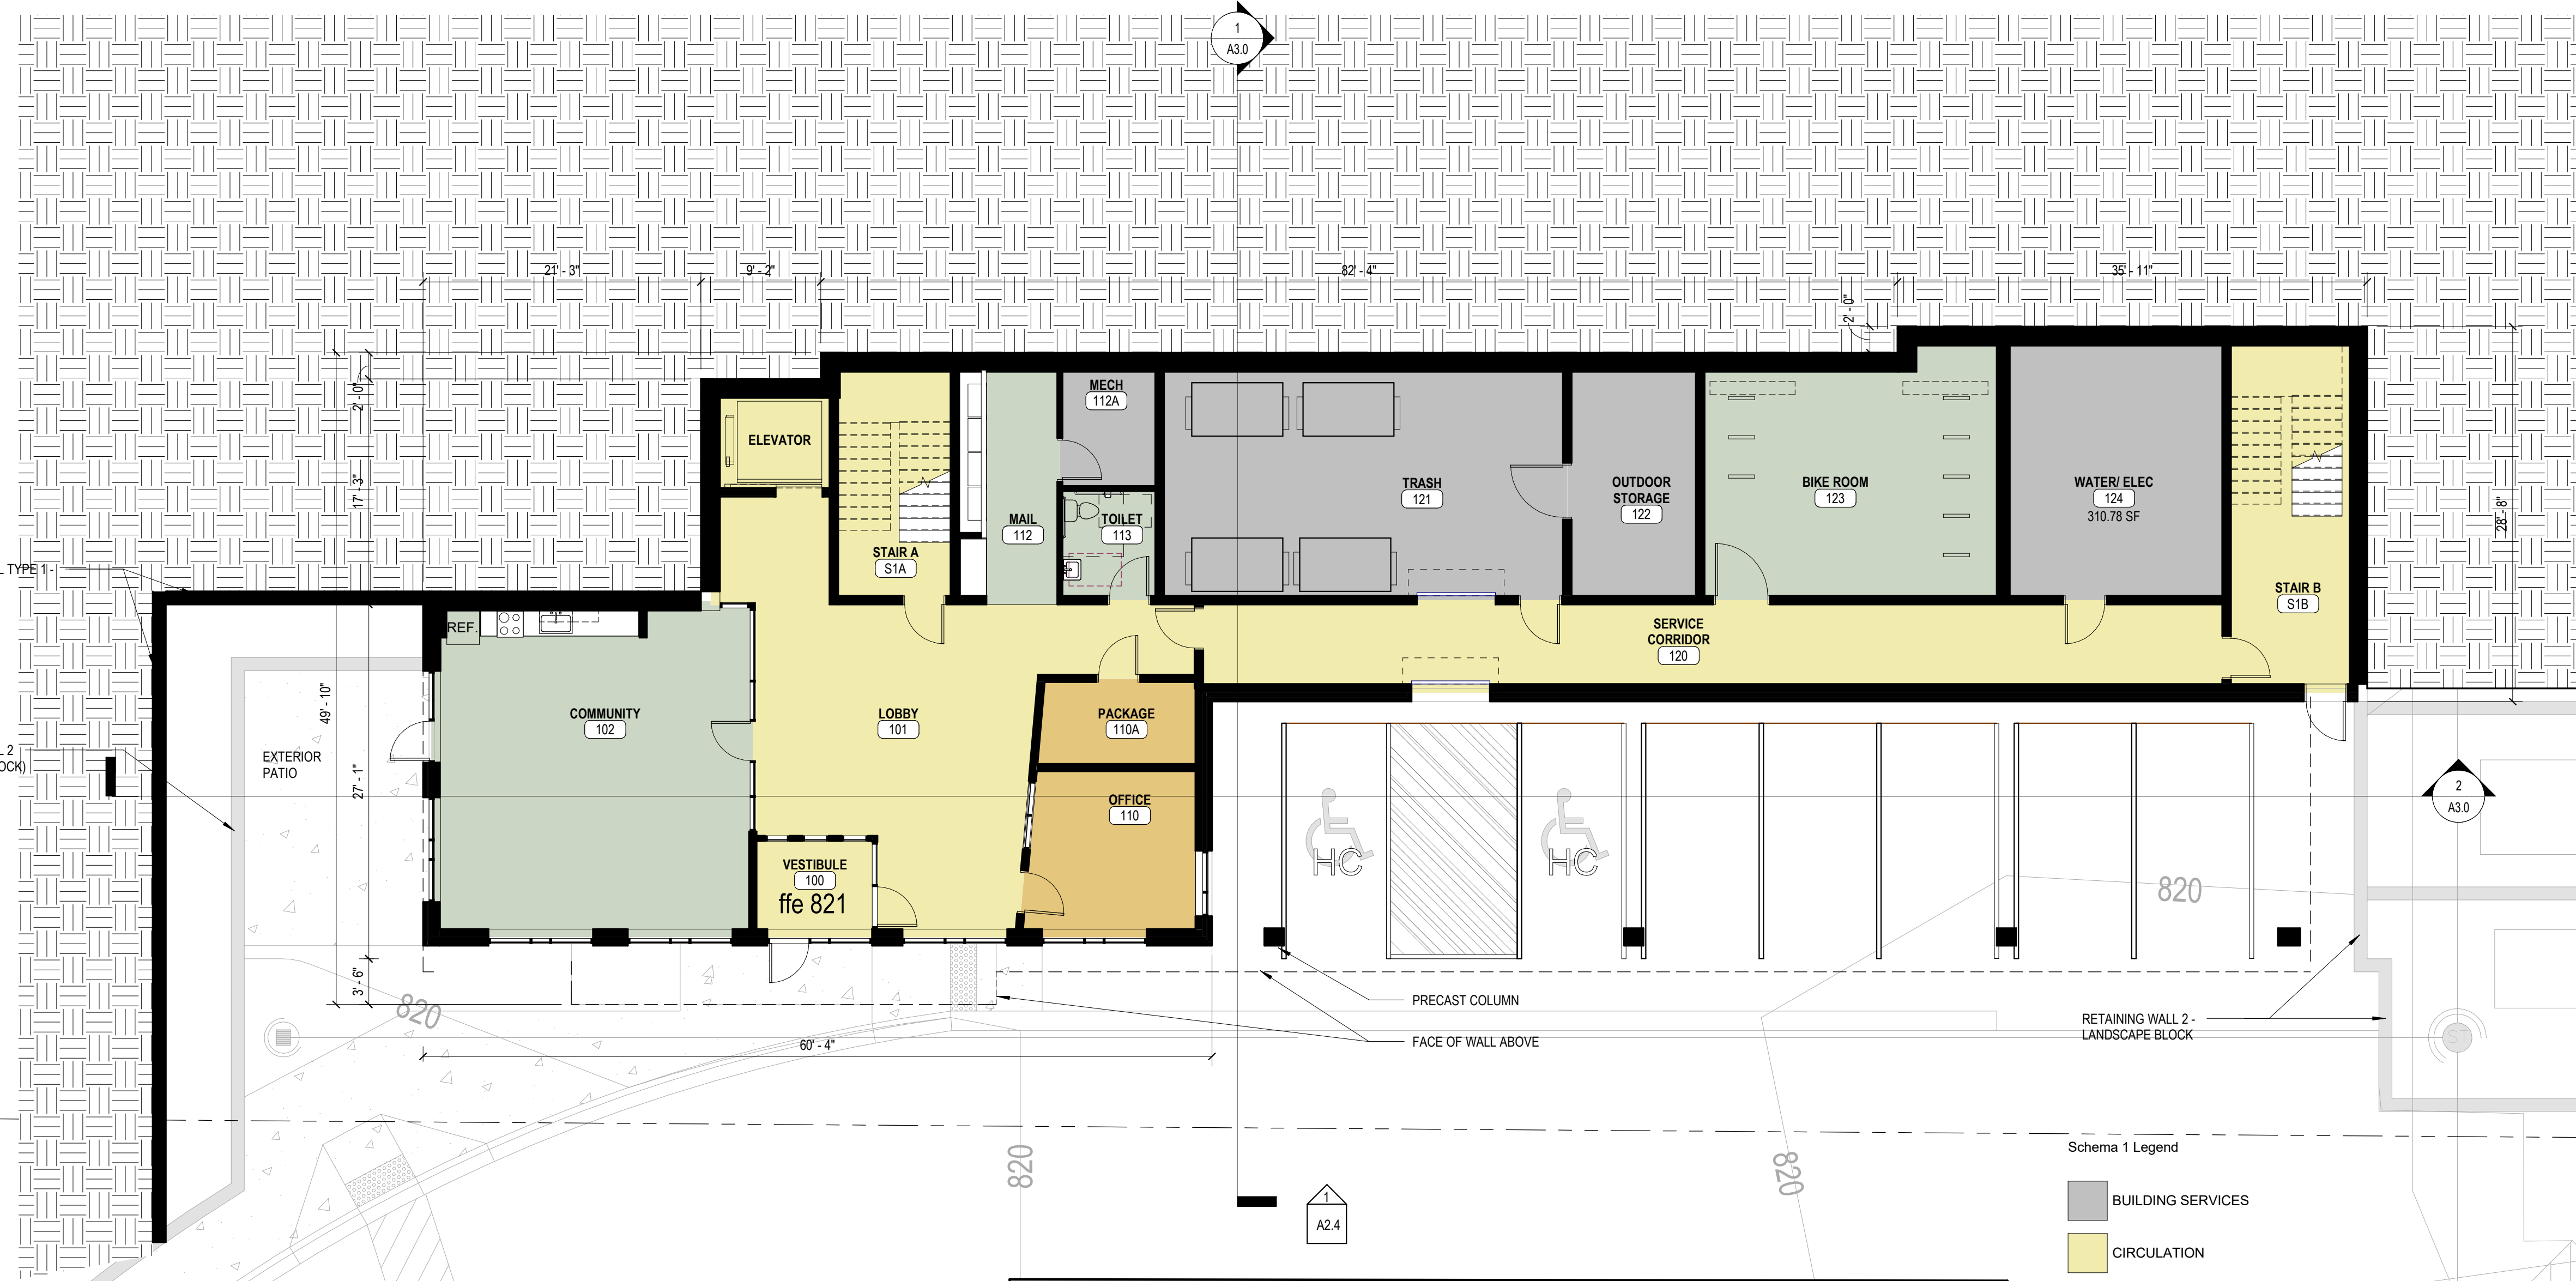 1
A3.0
21' - 3"
9' - 2"
82' - 4"
35' - 11"
2' - 0"
2' - 0"
17' - 3"
49' - 10"
27' - 1"
3' - 6"
28' - 8"
60' - 4"
ELEVATOR
STAIR A
S1A
MAIL
112
MECH
112A
TOILET
113
TRASH
121
OUTDOOR
STORAGE
122
BIKE ROOM
123
WATER/ ELEC
124
310.78 SF
STAIR B
S1B
SERVICE
CORRIDOR
120
L TYPE 1 -
REF.
COMMUNITY
102
LOBBY
101
PACKAGE
110A
OFFICE
110
VESTIBULE
100
ffe 821
EXTERIOR
PATIO
L 2
OCK)
HC
HC
2
A3.0
820
820
820
820
PRECAST COLUMN
FACE OF WALL ABOVE
RETAINING WALL 2 -
LANDSCAPE BLOCK
ST
1
A2.4
Schema 1 Legend
BUILDING SERVICES
CIRCULATION